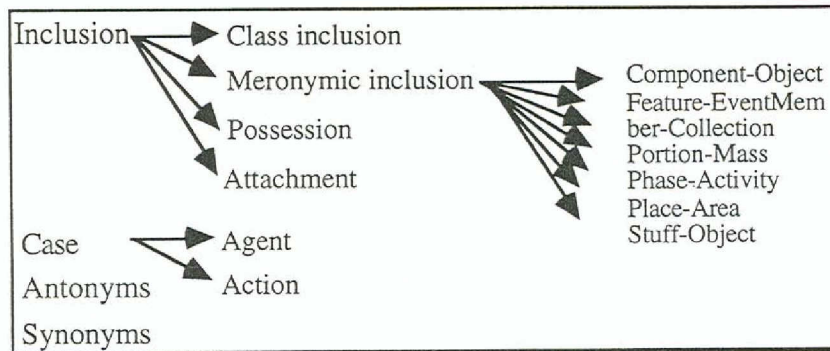 Inclusion
Class inclusion
Meronymic inclusion
Possession
Attachment
Component-Object
Feature-EventMem
ber-Collection
Portion-Mass
Phase-Activity
Place-Area
Stuff-Object
Case
Agent
Action
Antonyms
Synonyms